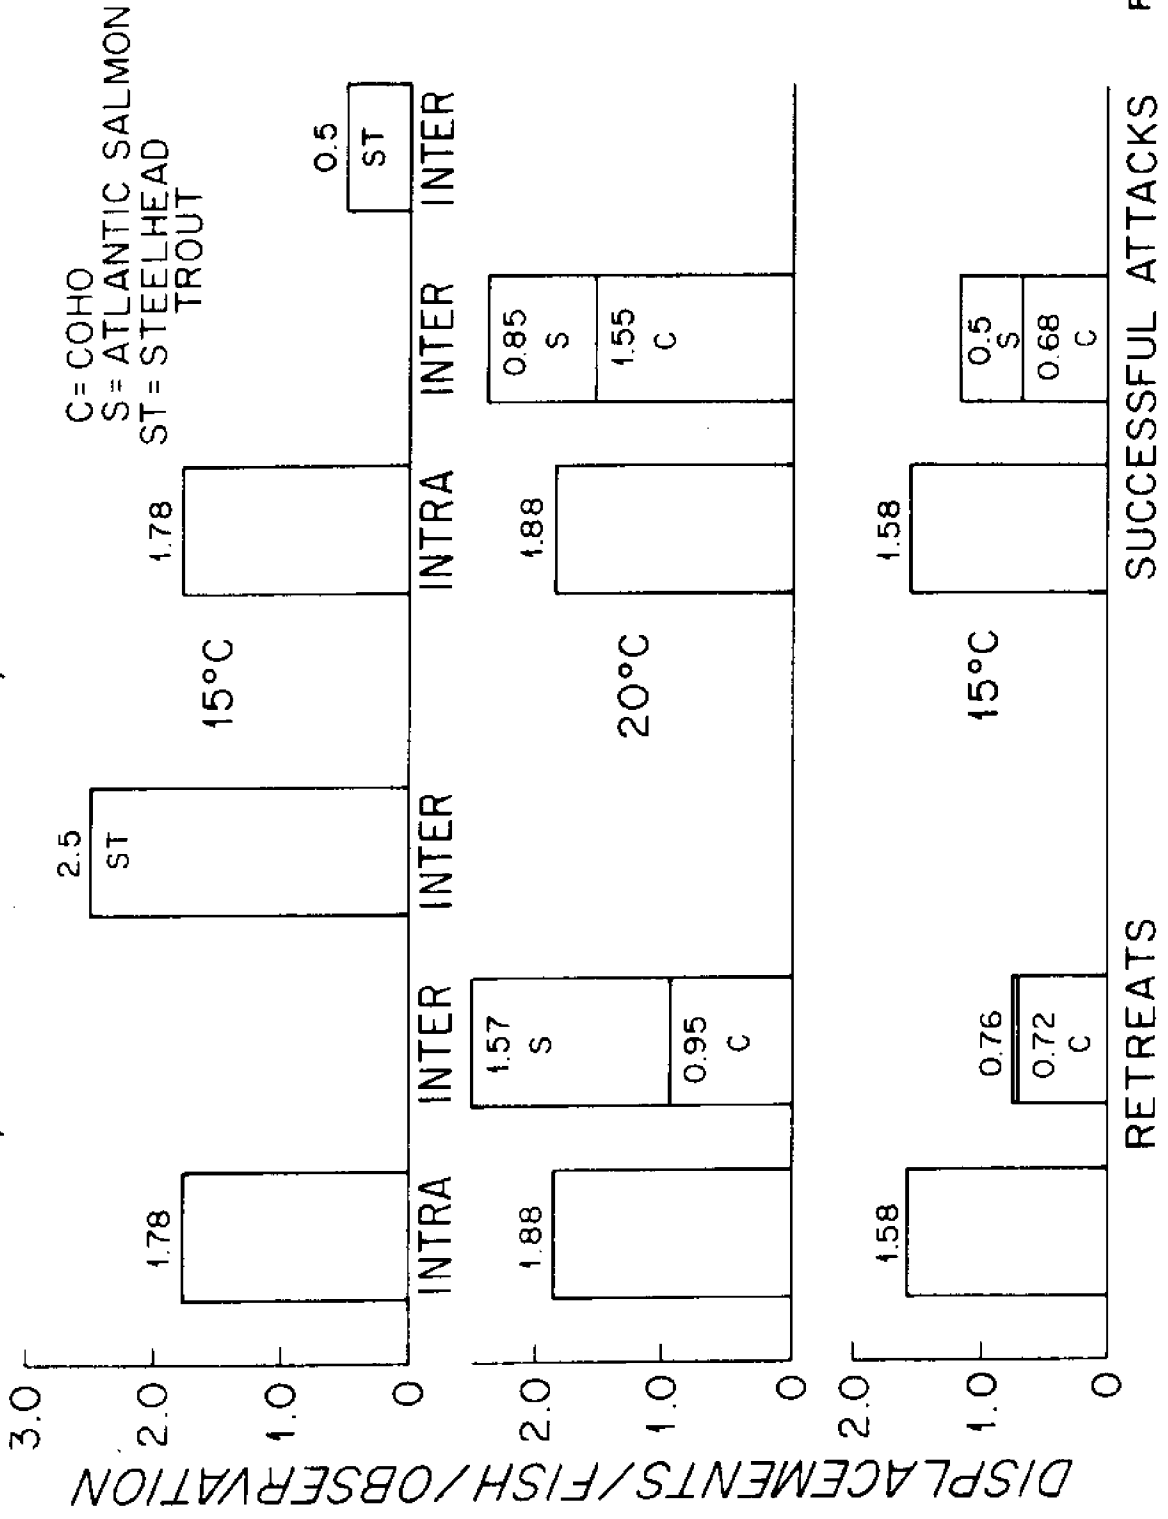 C = COHO
S = ATLANTIC SALMON
ST = STEELHEAD
TROUT
DISPLACEMENTS/FISH/OBSERVATION
3.0
2.0
1.0
0
1.78
2.5
ST
15°C
1.78
0.5
ST
INTRA
INTER
INTER
INTRA
INTER
INTER
2.0
1.0
0
1.88
1.57
S
0.95
C
20°C
1.88
0.85
S
1.55
C
2.0
1.0
0
1.58
0.76
0.72
C
15°C
1.58
0.5
S
0.68
C
RETREATS
SUCCESSFUL ATTACKS